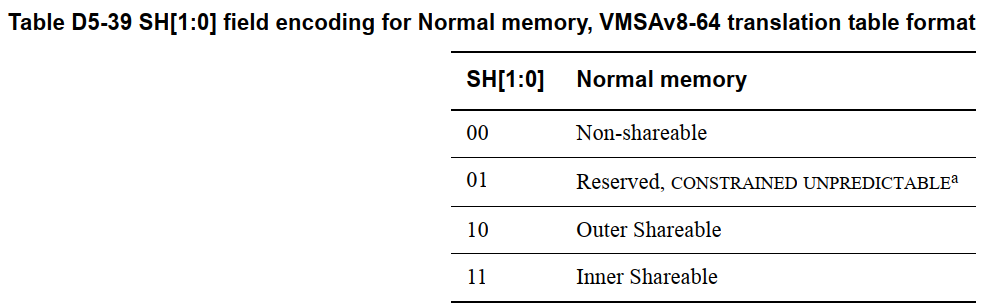 Table D5-39 SH[1:0] field encoding for Normal memory, VMSAv8-64 translation table format
SH[1:0] Normal memory
00 Non-shareable
01 Reserved, CONSTRAINED UNPREDICTABLEa
10 Outer Shareable
11 Inner Shareable